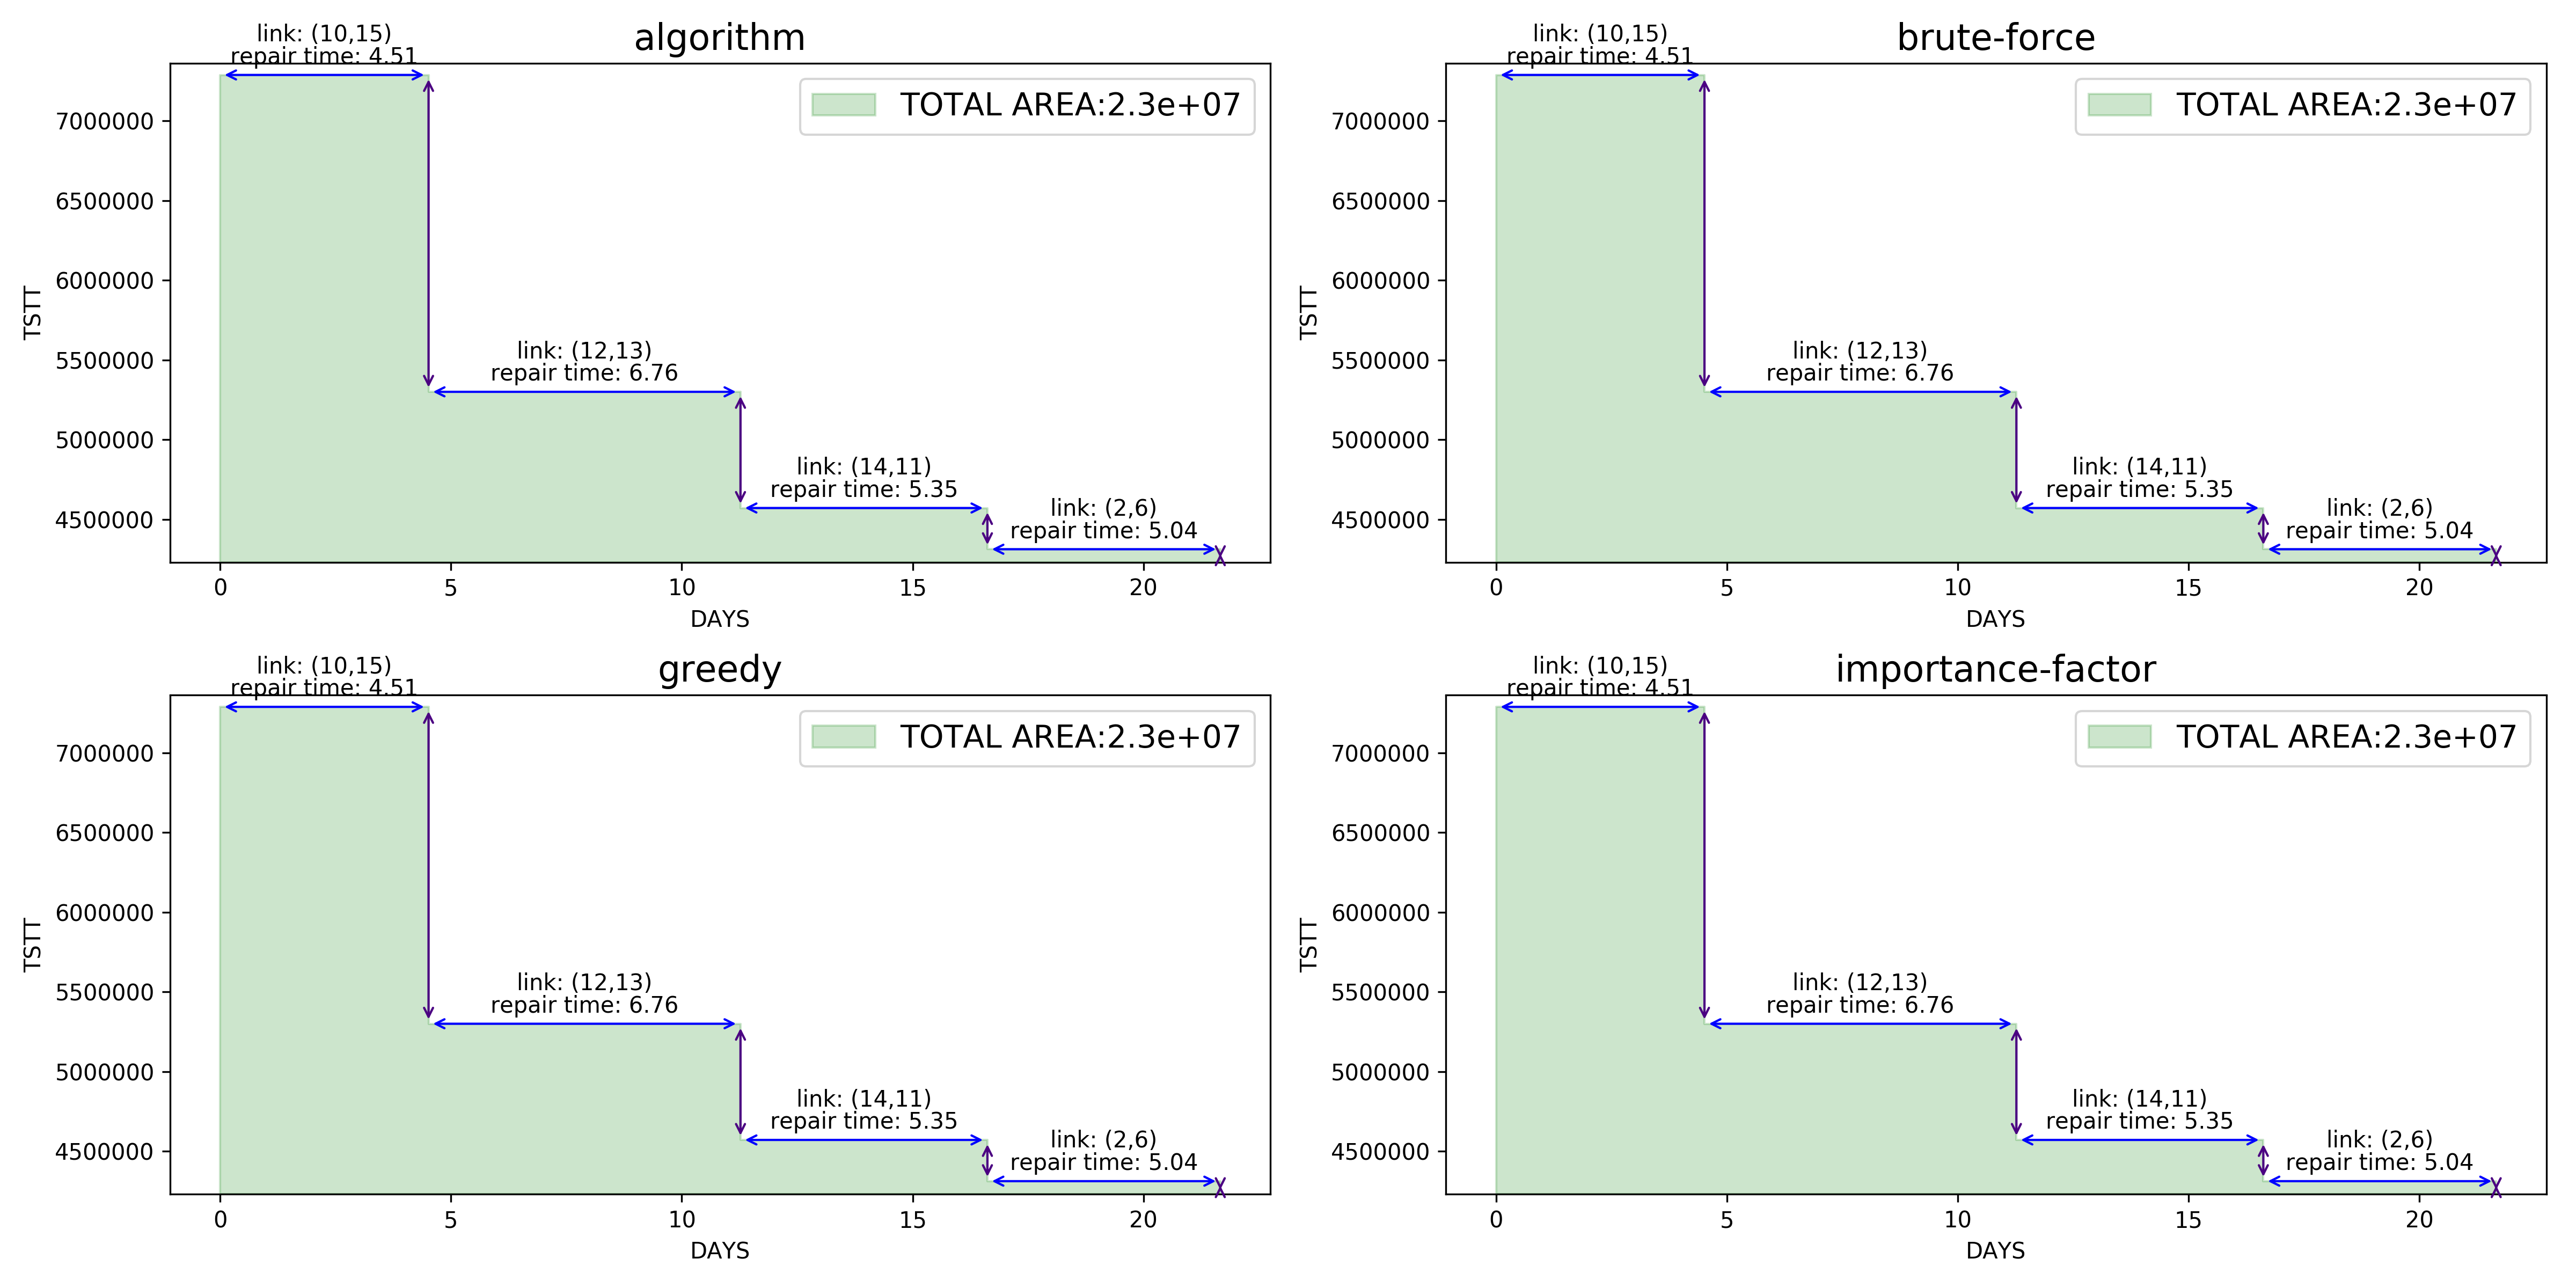 algorithm
link: (10,15)
repair time: 4.51
TOTAL AREA:2.3e+07
7000000
6500000
6000000
5500000
5000000
4500000
TSTT
link: (12,13)
repair time: 6.76
link: (14,11)
repair time: 5.35
link: (2,6)
repair time: 5.04
0 5 10 15 20
DAYS
brute-force
link: (10,15)
repair time: 4.51
TOTAL AREA:2.3e+07
7000000
6500000
6000000
5500000
5000000
4500000
TSTT
link: (12,13)
repair time: 6.76
link: (14,11)
repair time: 5.35
link: (2,6)
repair time: 5.04
0 5 10 15 20
DAYS
greedy
link: (10,15)
repair time: 4.51
TOTAL AREA:2.3e+07
7000000
6500000
6000000
5500000
5000000
4500000
TSTT
link: (12,13)
repair time: 6.76
link: (14,11)
repair time: 5.35
link: (2,6)
repair time: 5.04
0 5 10 15 20
DAYS
importance-factor
link: (10,15)
repair time: 4.51
TOTAL AREA:2.3e+07
7000000
6500000
6000000
5500000
5000000
4500000
TSTT
link: (12,13)
repair time: 6.76
link: (14,11)
repair time: 5.35
link: (2,6)
repair time: 5.04
0 5 10 15 20
DAYS